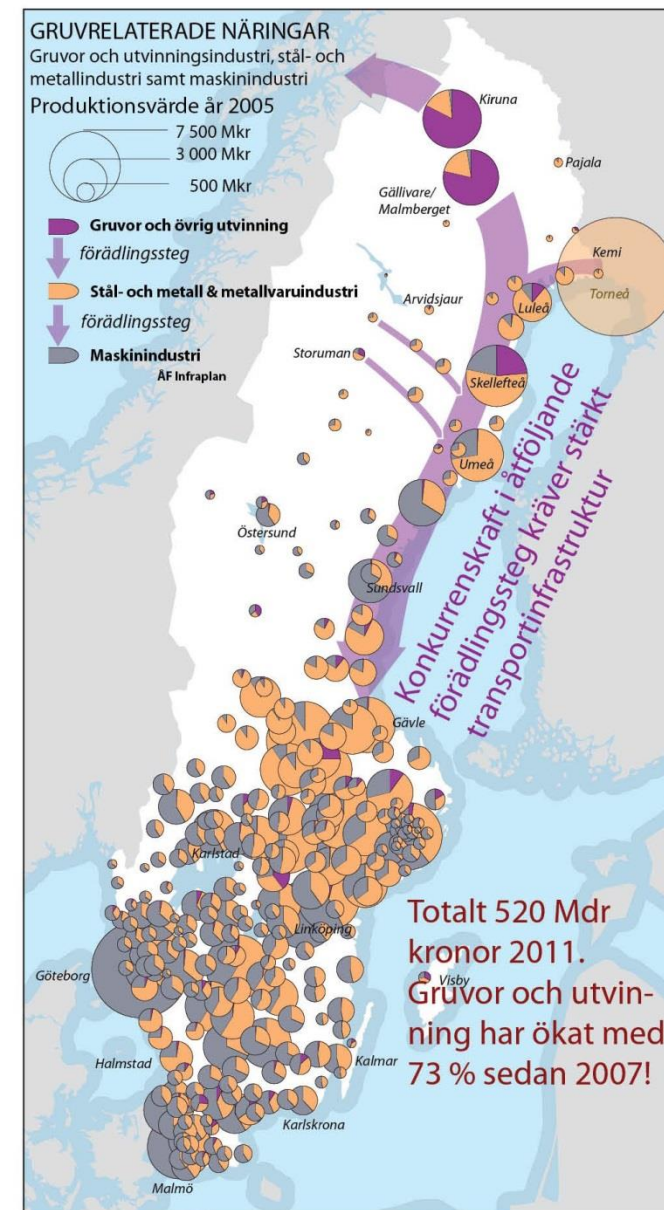 GRUVRELATERADE NÄRINGAR
Gruvor och utvinningsindustri, stål- och
metallindustri samt maskinindustri
Produktionsvärde år 2005
7 500 Mkr
3 000 Mkr
500 Mkr
Gruvor och övrig utvinning
förädlingssteg
Stål- och metall & metallvaruindustri
förädlingssteg
Maskinindustri
ÅF Infraplan
Kiruna
Pajala
Gällivare/
Malmberget
Kemi
Torneå
Arvidsjaur
Luleå
Storuman
Skellefteå
Umeå
Östersund
Sundsvall
Konkurrenskraft i åtföljande
förädlingssteg kräver stärkt
transportinfrastruktur
Gävle
Karlstad
Linköping
Göteborg
Visby
Halmstad
Kalmar
Karlskrona
Malmö
Totalt 520 Mdr
kronor 2011.
Gruvor och utvin-
ning har ökat med
73 % sedan 2007!